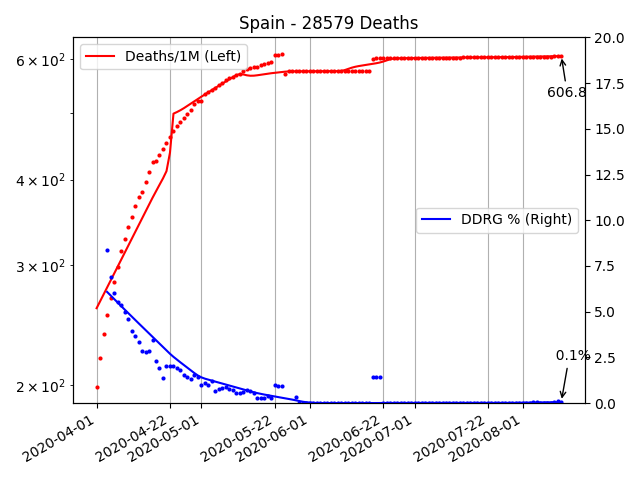 Spain - 28579 Deaths
Deaths/1M (Left)
DDRG % (Right)
6 × 10²
4 × 10²
3 × 10²
2 × 10²
20.0
17.5
15.0
12.5
10.0
7.5
5.0
2.5
0.0
606.8
0.1%
2020-04-01
2020-04-22
2020-05-01
2020-05-22
2020-06-01
2020-06-22
2020-07-01
2020-07-22
2020-08-01